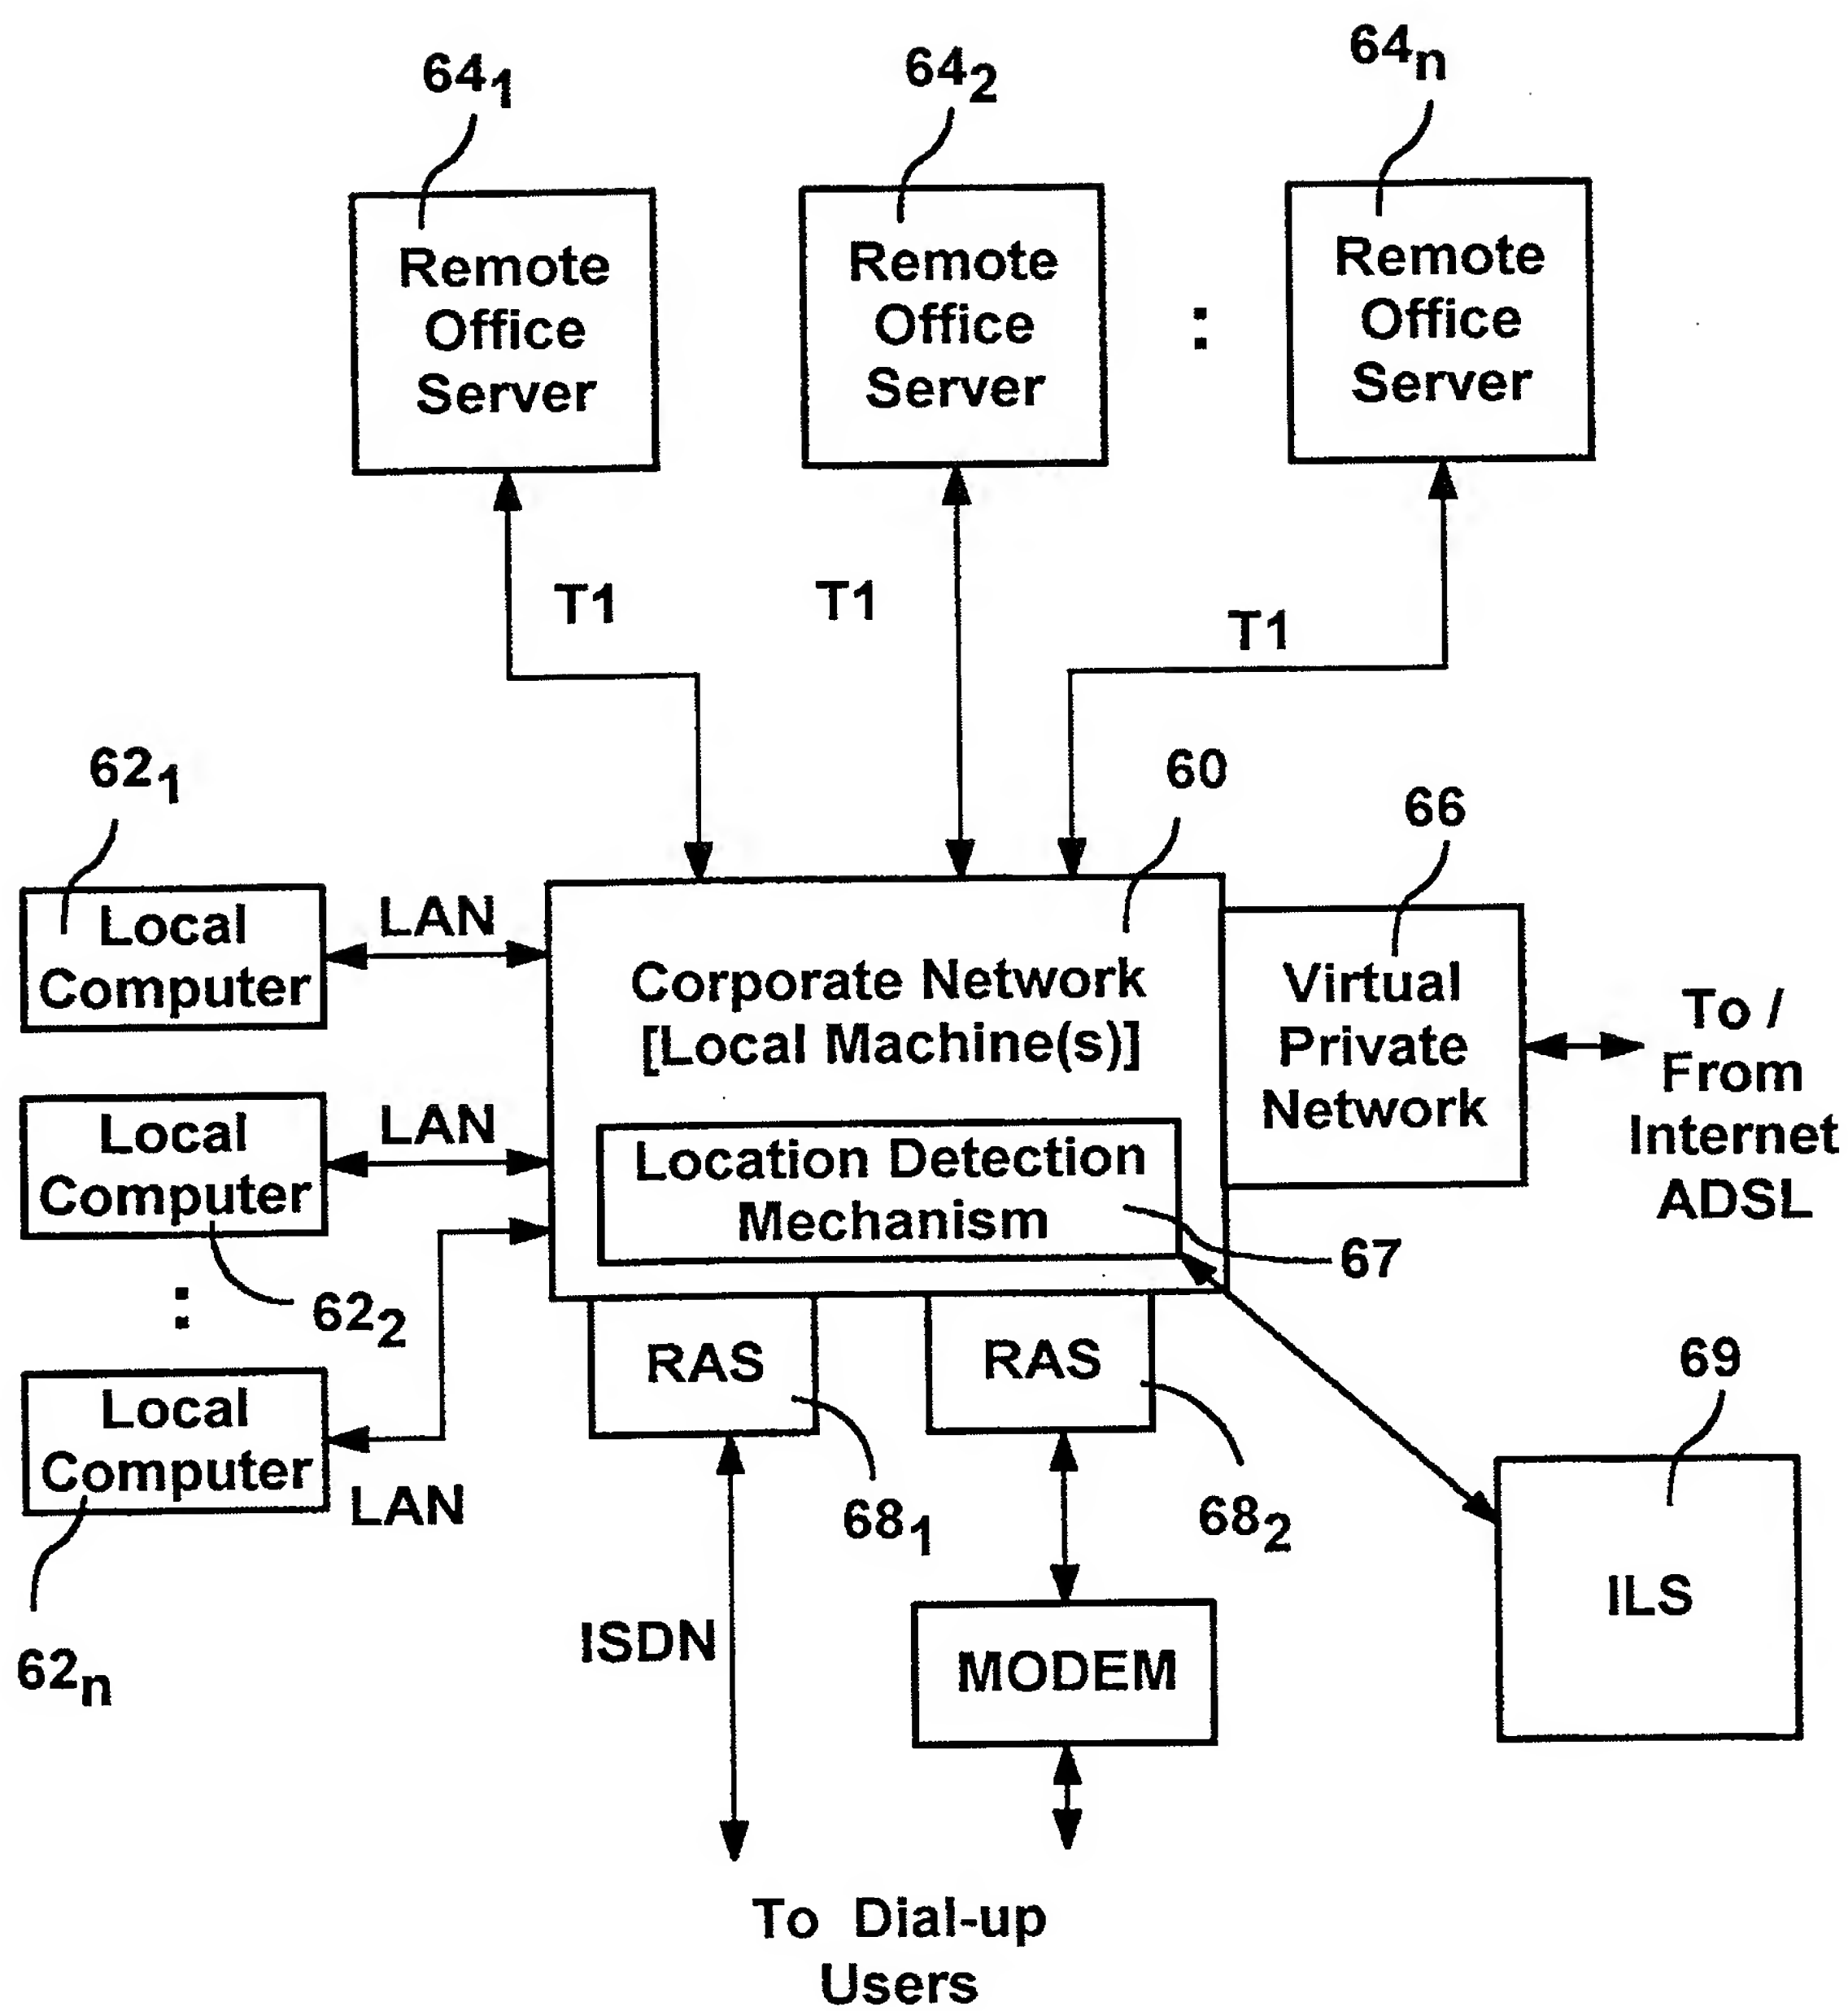 64₁
64₂
64ₙ
Remote
Office
Server
Remote
Office
Server
:
Remote
Office
Server
T1
T1
T1
62₁
60
66
Local
Computer
LAN
Corporate Network
[Local Machine(s)]
Virtual
Private
Network
To /
From
Internet
ADSL
Local
Computer
LAN
Location Detection
Mechanism
67
:
62₂
Local
Computer
LAN
62ₙ
RAS
RAS
68₁
68₂
69
ILS
ISDN
MODEM
To Dial-up
Users